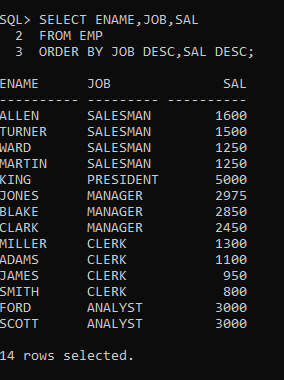 SQL> SELECT ENAME,JOB,SAL
  2  FROM EMP
  3  ORDER BY JOB DESC,SAL DESC;
ENAME      JOB              SAL
---------- --------- ----------
ALLEN      SALESMAN        1600
TURNER     SALESMAN        1500
WARD       SALESMAN        1250
MARTIN     SALESMAN        1250
KING       PRESIDENT       5000
JONES      MANAGER         2975
BLAKE      MANAGER         2850
CLARK      MANAGER         2450
MILLER     CLERK           1300
ADAMS      CLERK           1100
JAMES      CLERK            950
SMITH      CLERK            800
FORD       ANALYST         3000
SCOTT      ANALYST         3000
14 rows selected.